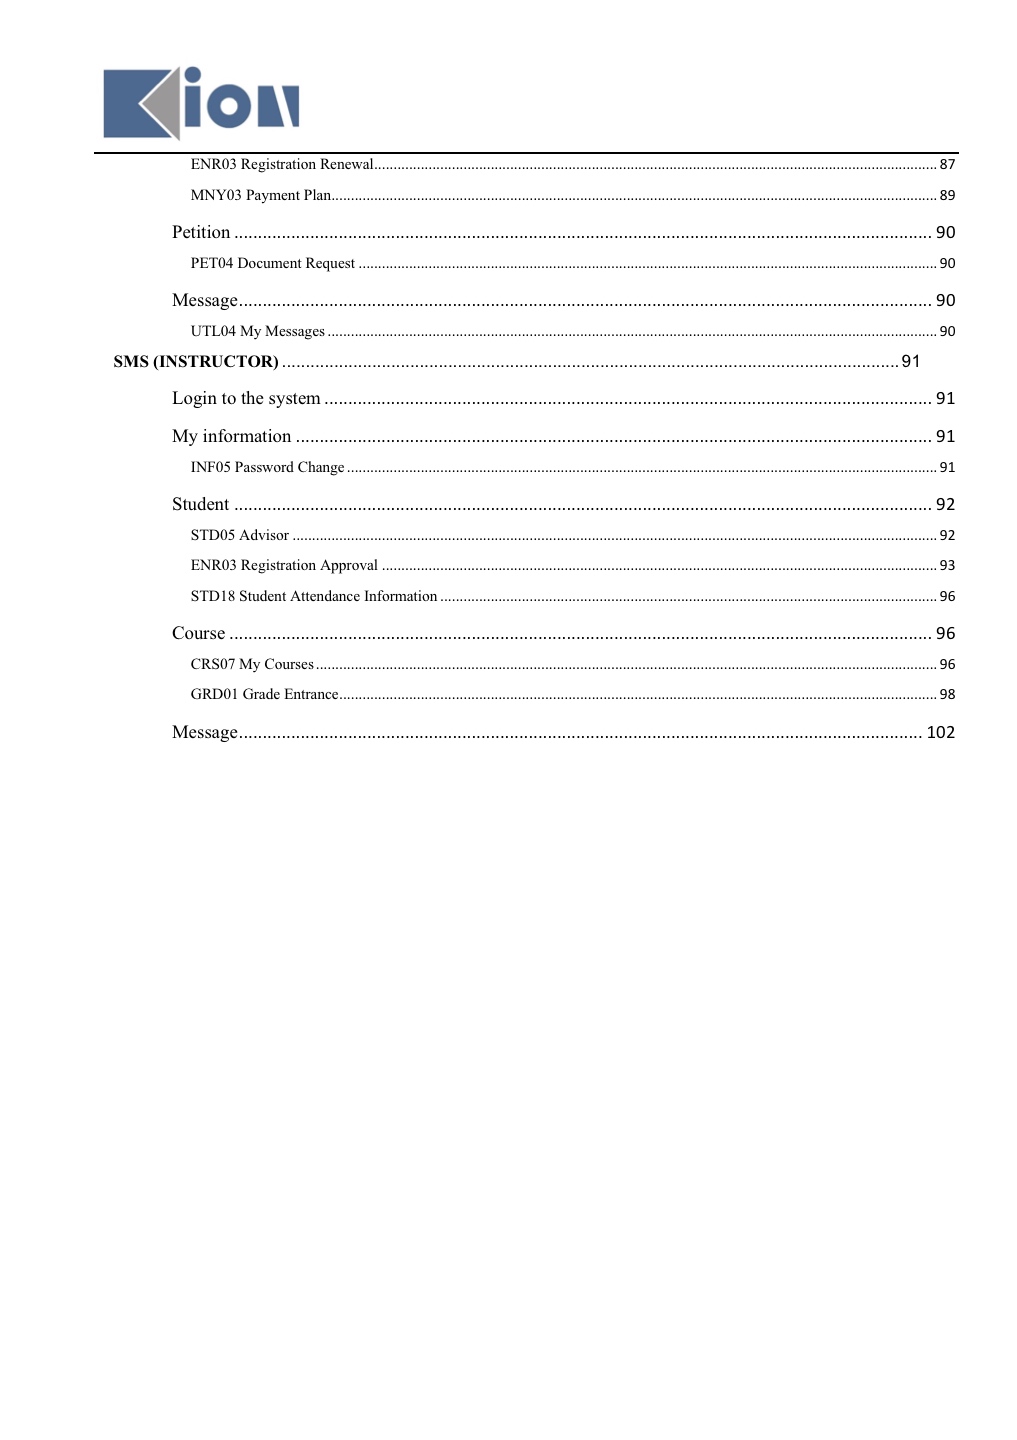 Kion
ENR03 Registration Renewal........87
MNY03 Payment Plan........89
Petition ........ 90
PET04 Document Request ........90
Message........ 90
UTL04 My Messages ........90
SMS (INSTRUCTOR) ........91
Login to the system ........ 91
My information ........ 91
INF05 Password Change ........91
Student ........ 92
STD05 Advisor ........92
ENR03 Registration Approval ........93
STD18 Student Attendance Information ........96
Course ........ 96
CRS07 My Courses ........96
GRD01 Grade Entrance........98
Message........ 102